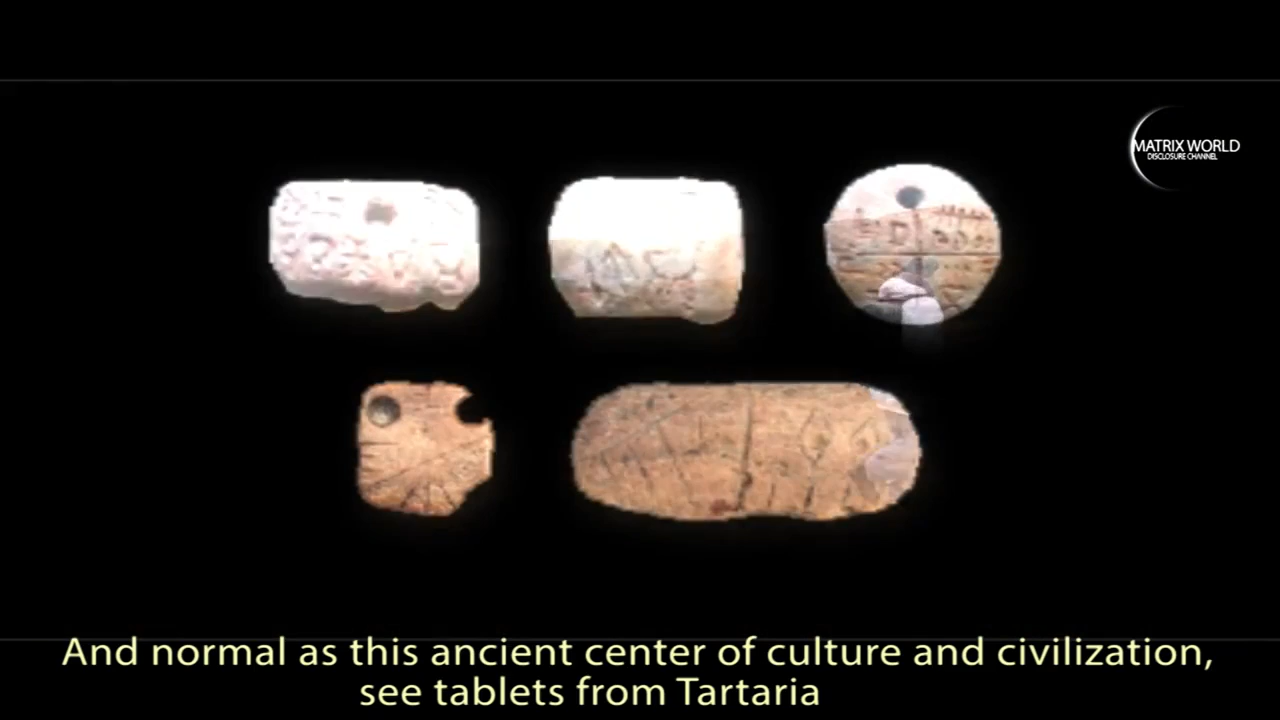 MATRIX WORLD
DISCLOSURE CHANNEL
And normal as this ancient center of culture and civilization,
see tablets from Tartaria